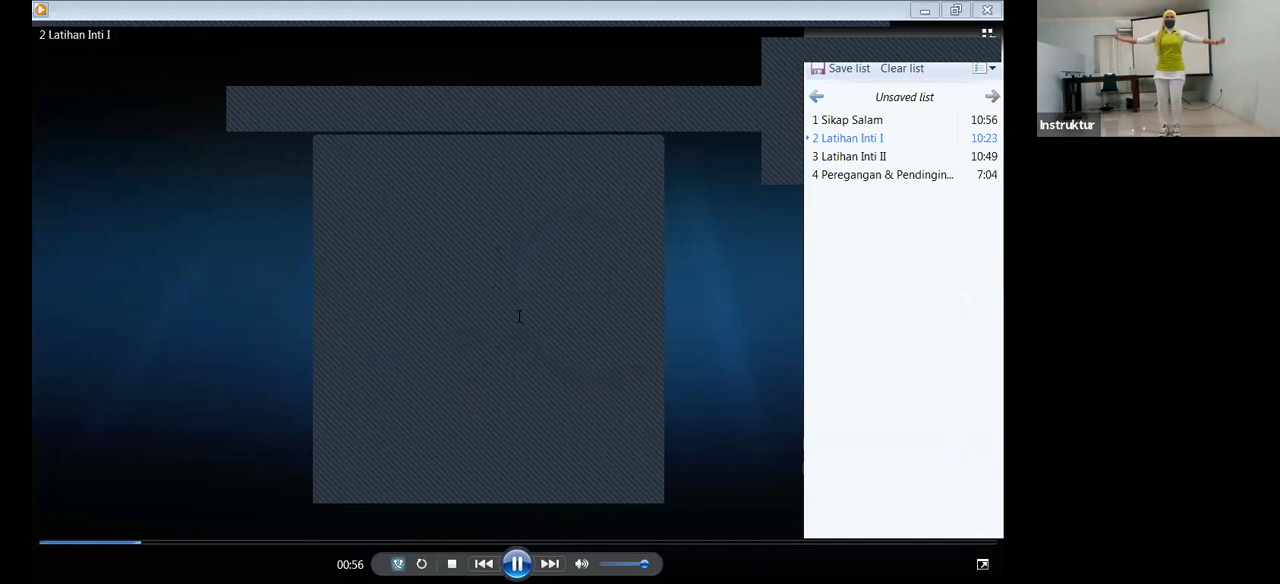 2 Latihan Inti I
Save list Clear list
Unsaved list
1 Sikap Salam 10:56
2 Latihan Inti I 10:23
3 Latihan Inti II 10:49
4 Peregangan & Pendingin... 7:04
Instruktur
00:56